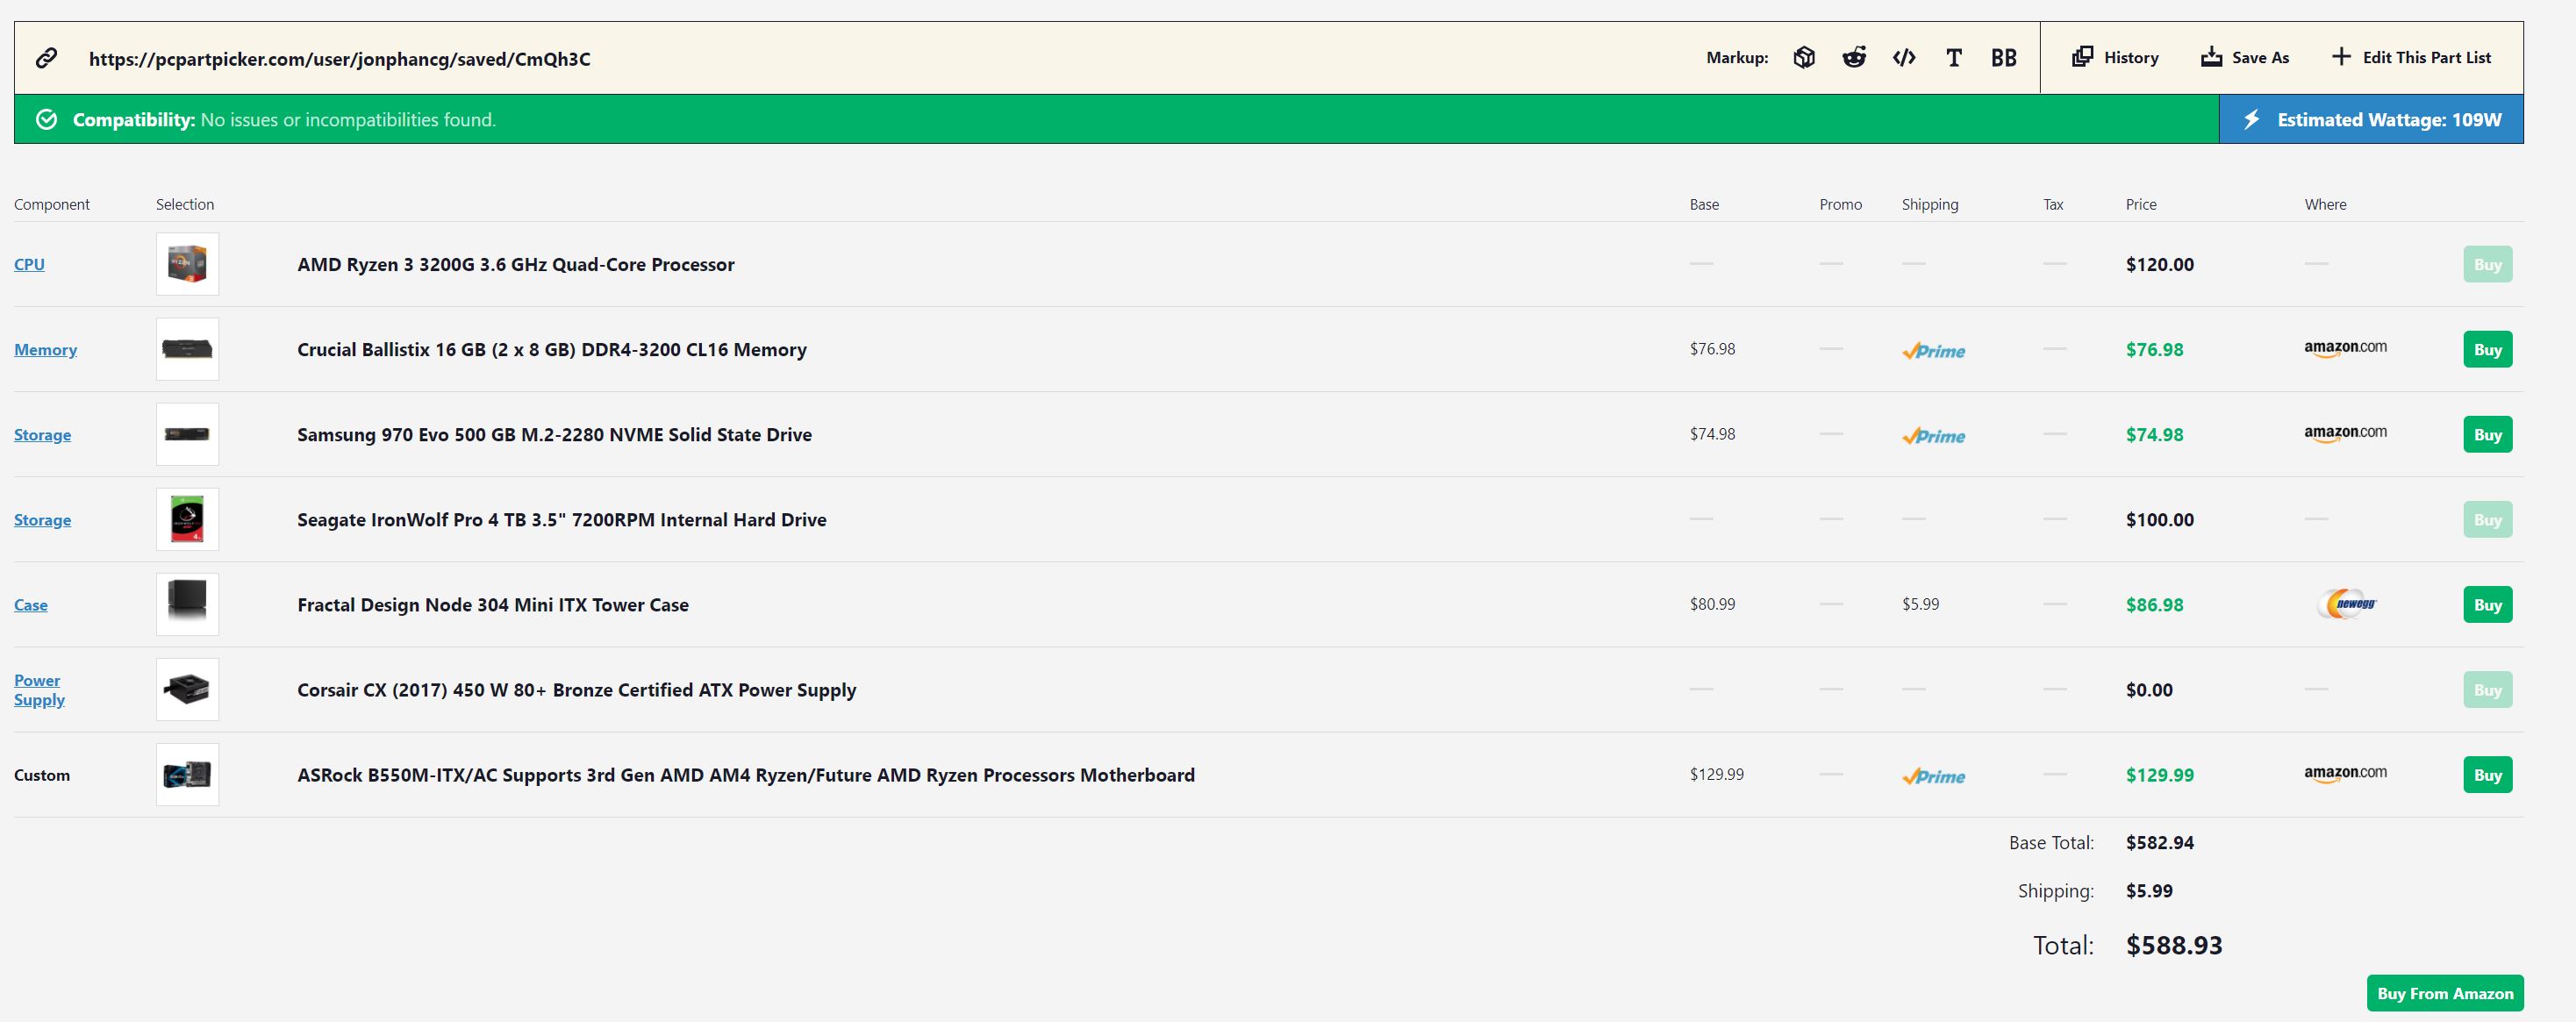 https://pcpartpicker.com/user/jonphancg/saved/CmQh3C Markup: BB History Save As Edit This Part List
Compatibility: No issues or incompatibilities found. Estimated Wattage: 109W
Component Selection Base Promo Shipping Tax Price Where
CPU AMD Ryzen 3 3200G 3.6 GHz Quad-Core Processor — — — — $120.00 — Buy
Memory Crucial Ballistix 16 GB (2 x 8 GB) DDR4-3200 CL16 Memory $76.98 — Prime — $76.98 amazon.com Buy
Storage Samsung 970 Evo 500 GB M.2-2280 NVME Solid State Drive $74.98 — Prime — $74.98 amazon.com Buy
Storage Seagate IronWolf Pro 4 TB 3.5" 7200RPM Internal Hard Drive — — — — $100.00 — Buy
Case Fractal Design Node 304 Mini ITX Tower Case $80.99 — $5.99 — $86.98 newegg Buy
Power
Supply Corsair CX (2017) 450 W 80+ Bronze Certified ATX Power Supply — — — — $0.00 — Buy
Custom ASRock B550M-ITX/AC Supports 3rd Gen AMD AM4 Ryzen/Future AMD Ryzen Processors Motherboard $129.99 — Prime — $129.99 amazon.com Buy
Base Total: $582.94
Shipping: $5.99
Total: $588.93
Buy From Amazon